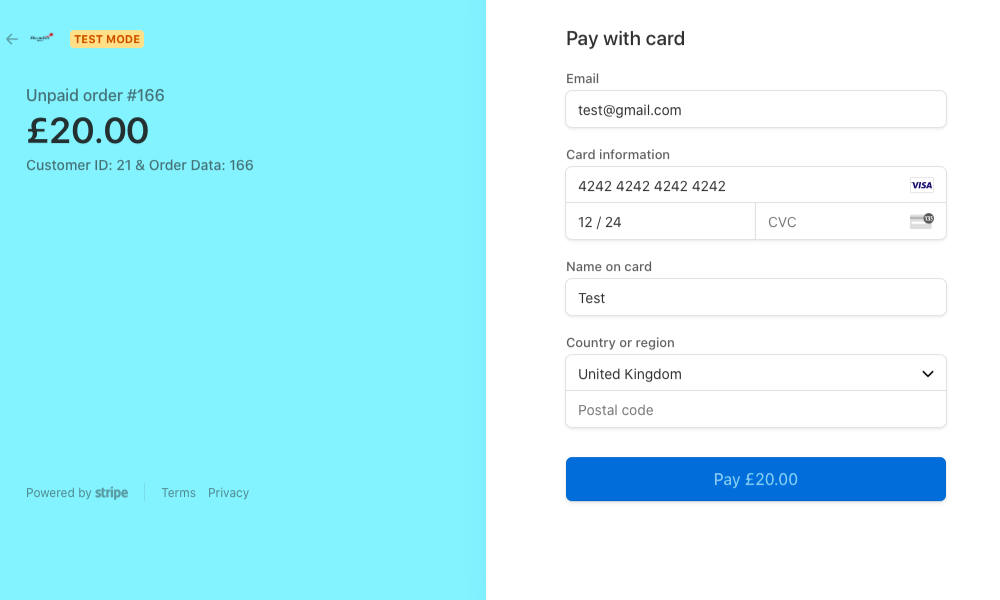 TEST MODE
Unpaid order #166
£20.00
Customer ID: 21 & Order Data: 166
Powered by stripe
Terms Privacy
Pay with card
Email
test@gmail.com
Card information
4242 4242 4242 4242 VISA
12 / 24 CVC 135
Name on card
Test
Country or region
United Kingdom
Postal code
Pay £20.00